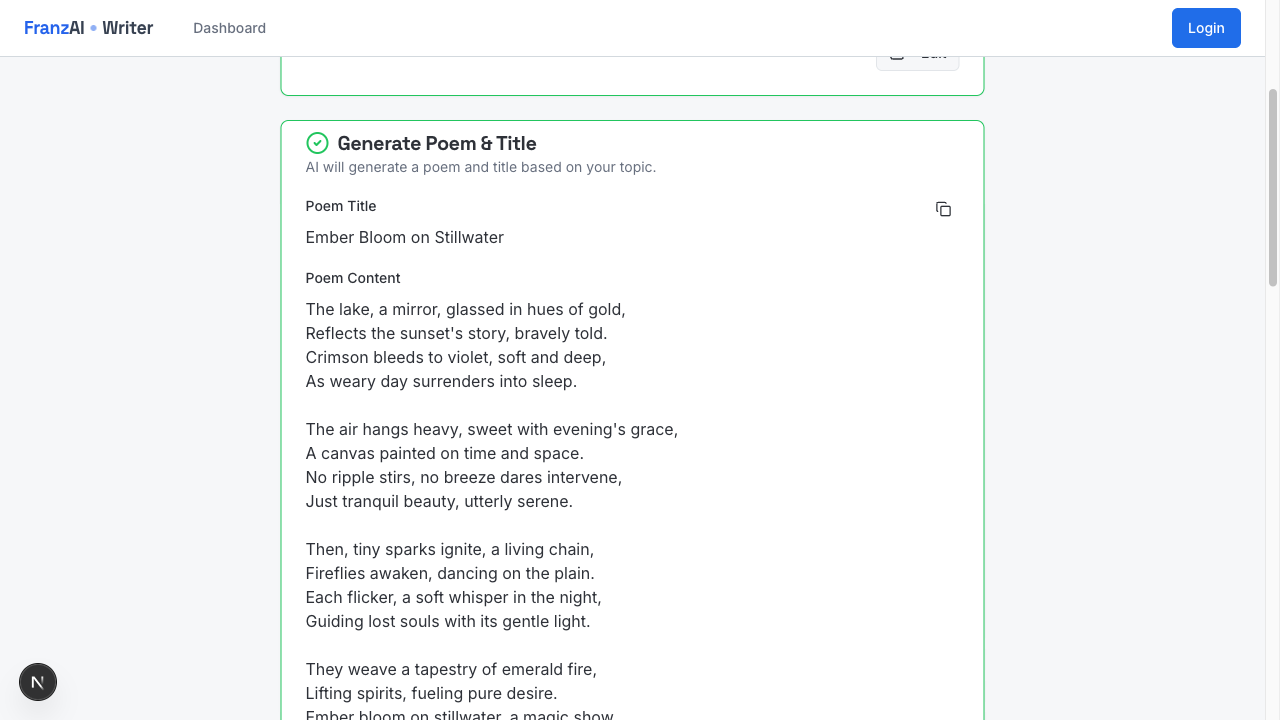 FranzAI • Writer
Dashboard
Login
Generate Poem & Title
AI will generate a poem and title based on your topic.
Poem Title
Ember Bloom on Stillwater
Poem Content
The lake, a mirror, glassed in hues of gold,
Reflects the sunset's story, bravely told.
Crimson bleeds to violet, soft and deep,
As weary day surrenders into sleep.
The air hangs heavy, sweet with evening's grace,
A canvas painted on time and space.
No ripple stirs, no breeze dares intervene,
Just tranquil beauty, utterly serene.
Then, tiny sparks ignite, a living chain,
Fireflies awaken, dancing on the plain.
Each flicker, a soft whisper in the night,
Guiding lost souls with its gentle light.
They weave a tapestry of emerald fire,
Lifting spirits, fueling pure desire.
Ember bloom on stillwater, a magic show
N